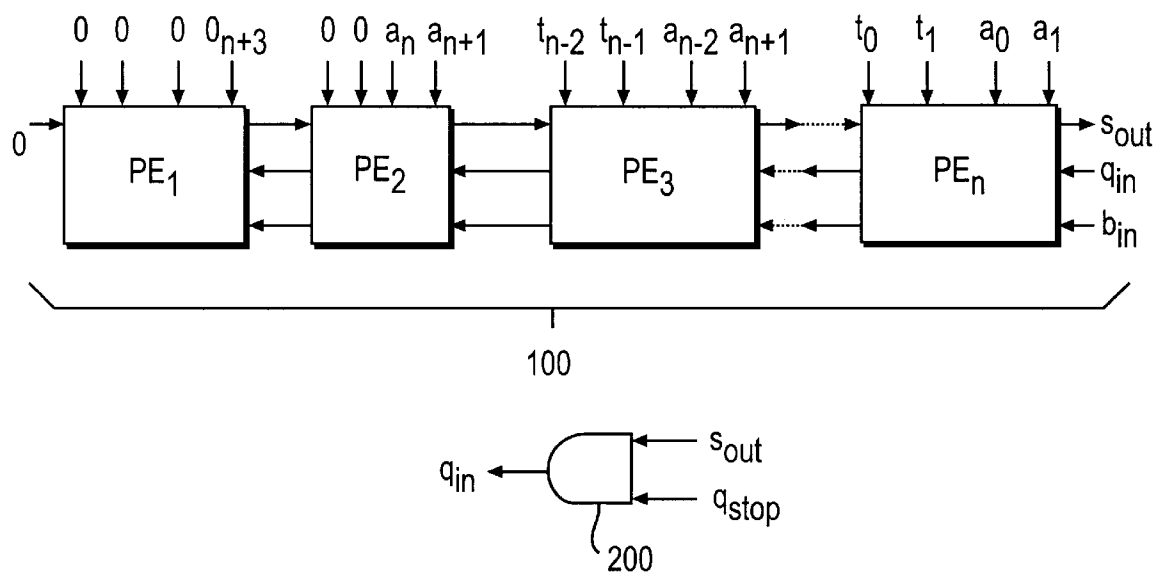 0 0 0 0n+3 0 0 an an+1 tn-2 tn-1 an-2 an+1 t0 t1 a0 a1
0 PE1 PE2 PE3 PEn sout
qin
bin
100
qin sout
qstop
200